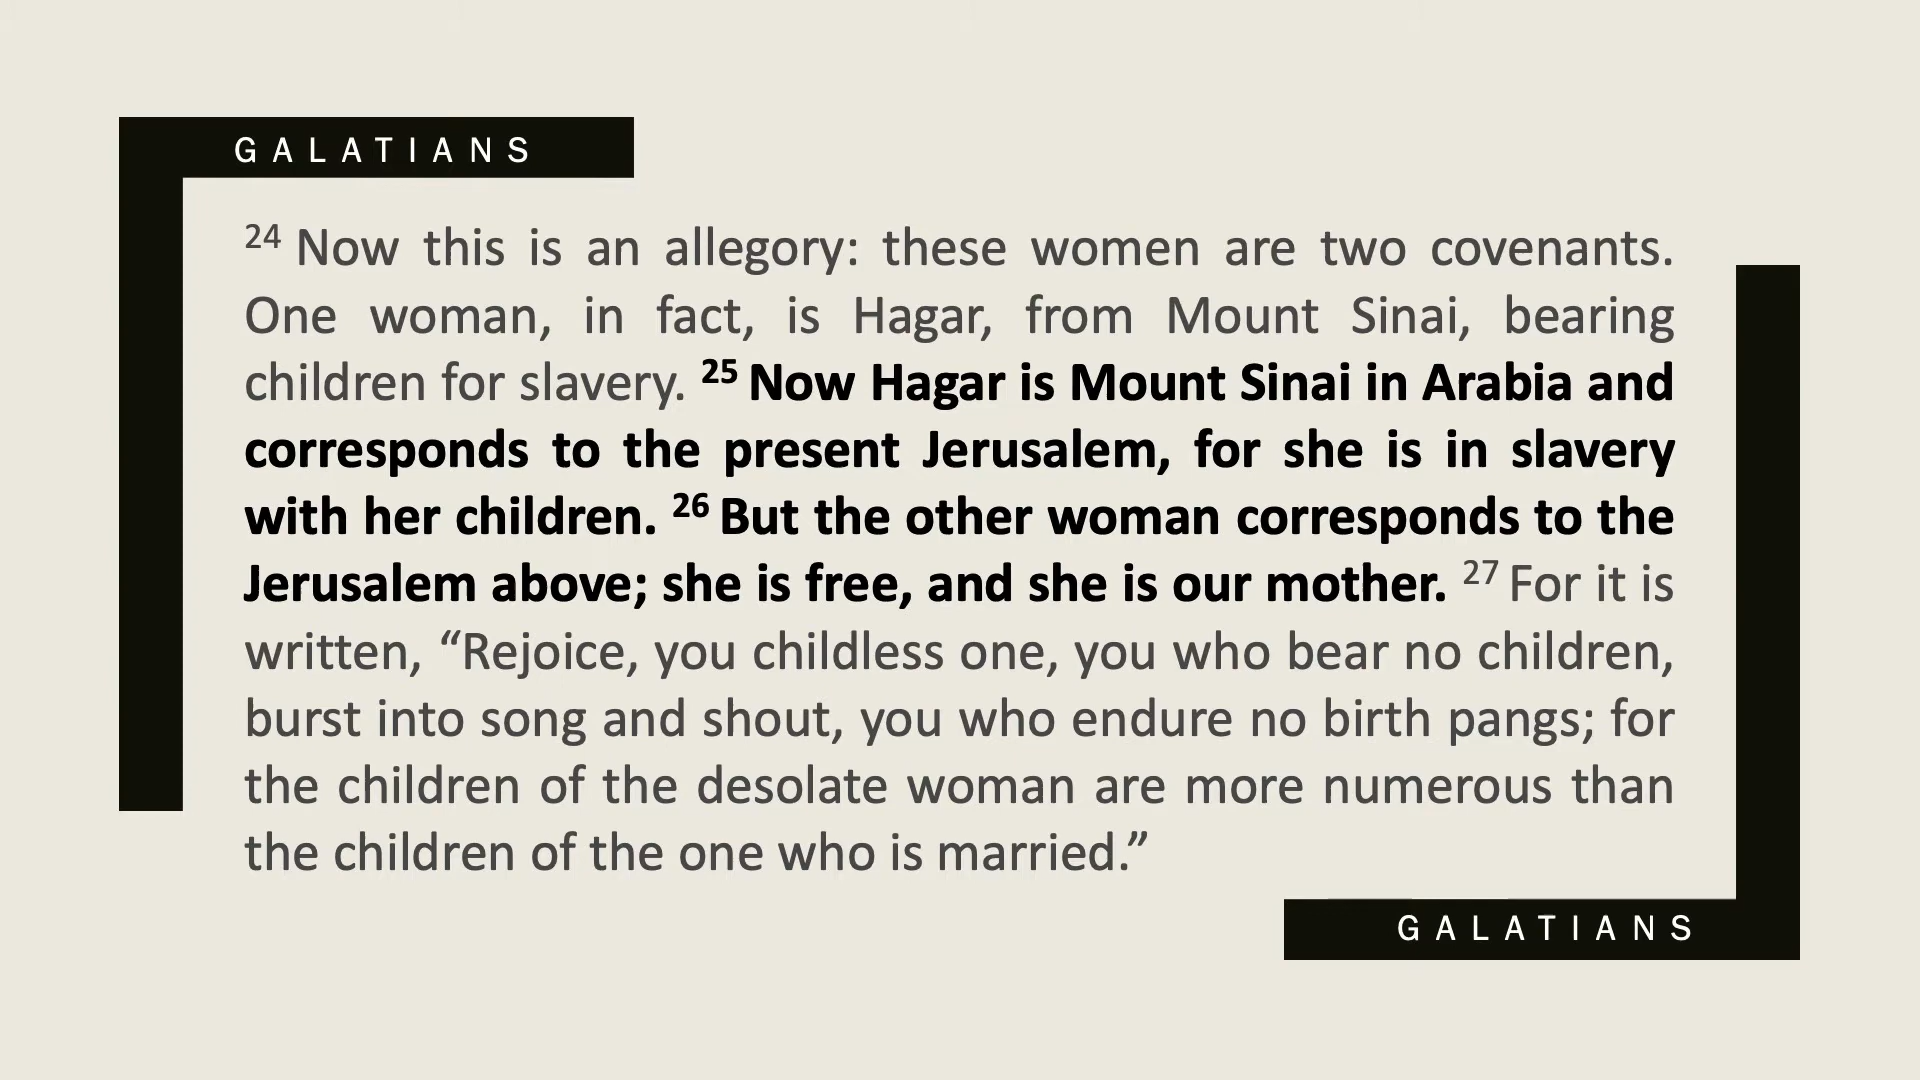 GALATIANS
24 Now this is an allegory: these women are two covenants.
One woman, in fact, is Hagar, from Mount Sinai, bearing
children for slavery. 25 Now Hagar is Mount Sinai in Arabia and
corresponds to the present Jerusalem, for she is in slavery
with her children. 26 But the other woman corresponds to the
Jerusalem above; she is free, and she is our mother. 27 For it is
written, “Rejoice, you childless one, you who bear no children,
burst into song and shout, you who endure no birth pangs; for
the children of the desolate woman are more numerous than
the children of the one who is married.”
GALATIANS